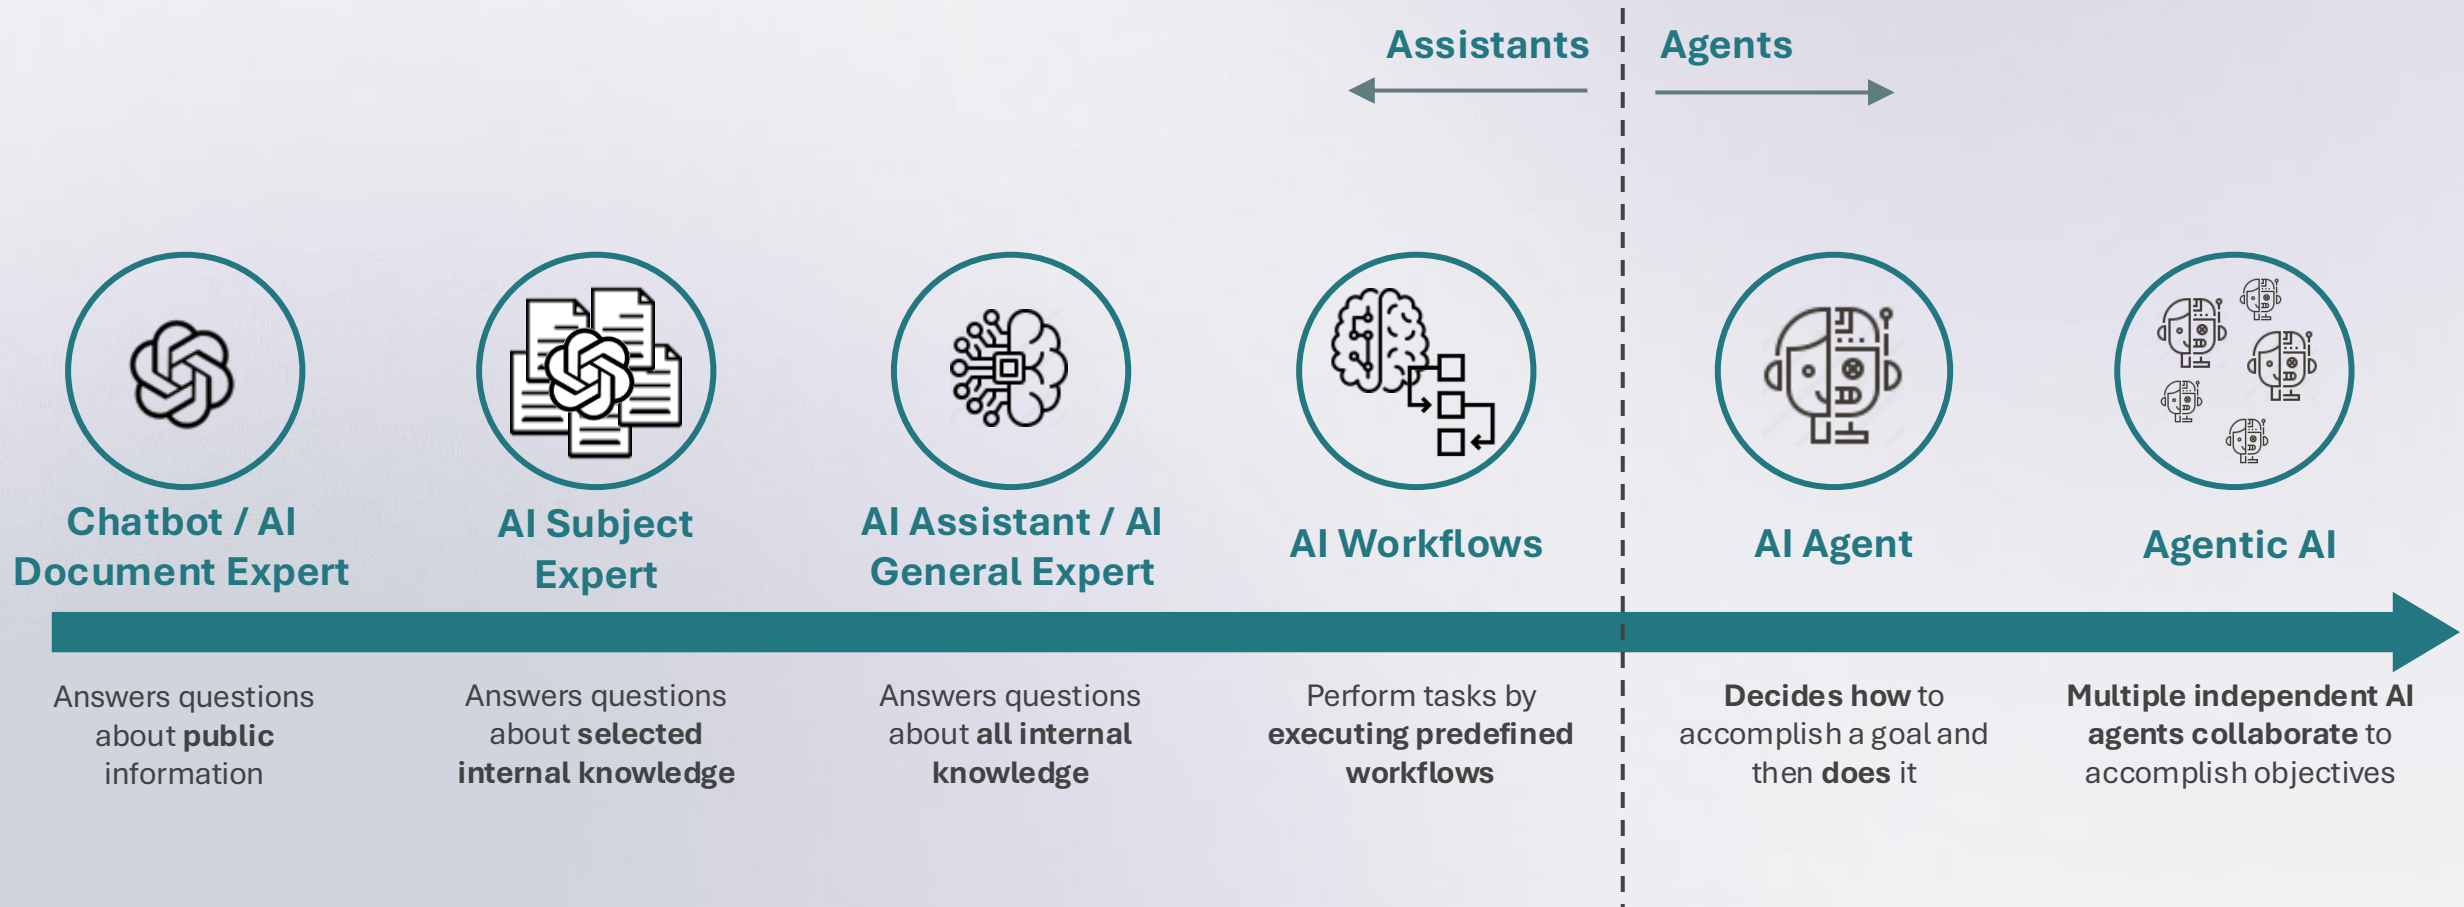 Assistants
Agents
Chatbot / AI
Document Expert
AI Subject
Expert
AI Assistant / AI
General Expert
AI Workflows
AI Agent
Agentic AI
Answers questions
about public
information
Answers questions
about selected
internal knowledge
Answers questions
about all internal
knowledge
Perform tasks by
executing predefined
workflows
Decides how to
accomplish a goal and
then does it
Multiple independent AI
agents collaborate to
accomplish objectives